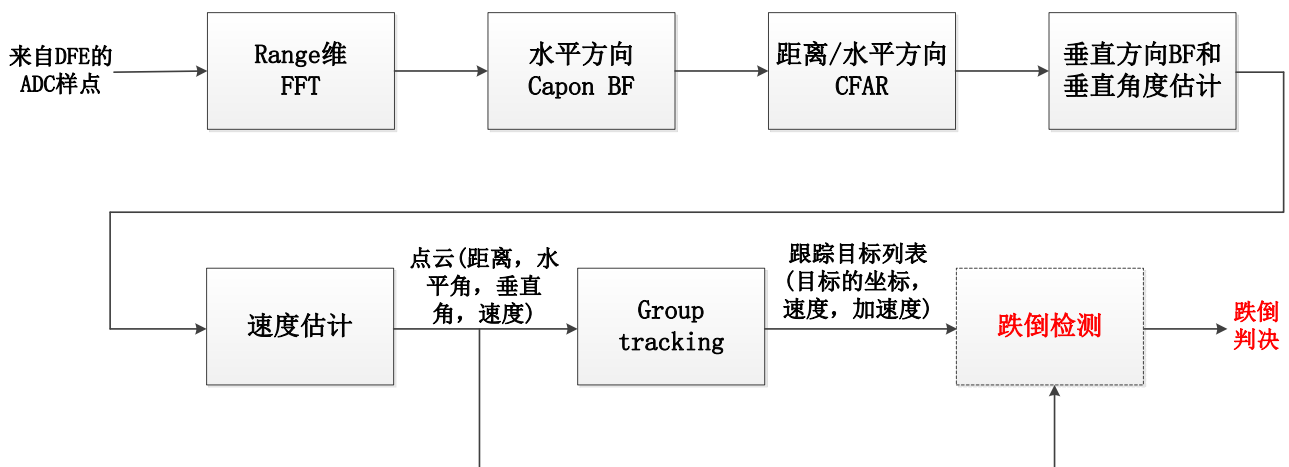 来自DFE的
ADC样点
Range维
FFT
水平方向
Capon BF
距离/水平方向
CFAR
垂直方向BF和
垂直角度估计
速度估计
点云(距离，水
平角，垂直
角，速度)
Group
tracking
跟踪目标列表
(目标的坐标，
速度，加速度)
跌倒检测
跌倒
判决